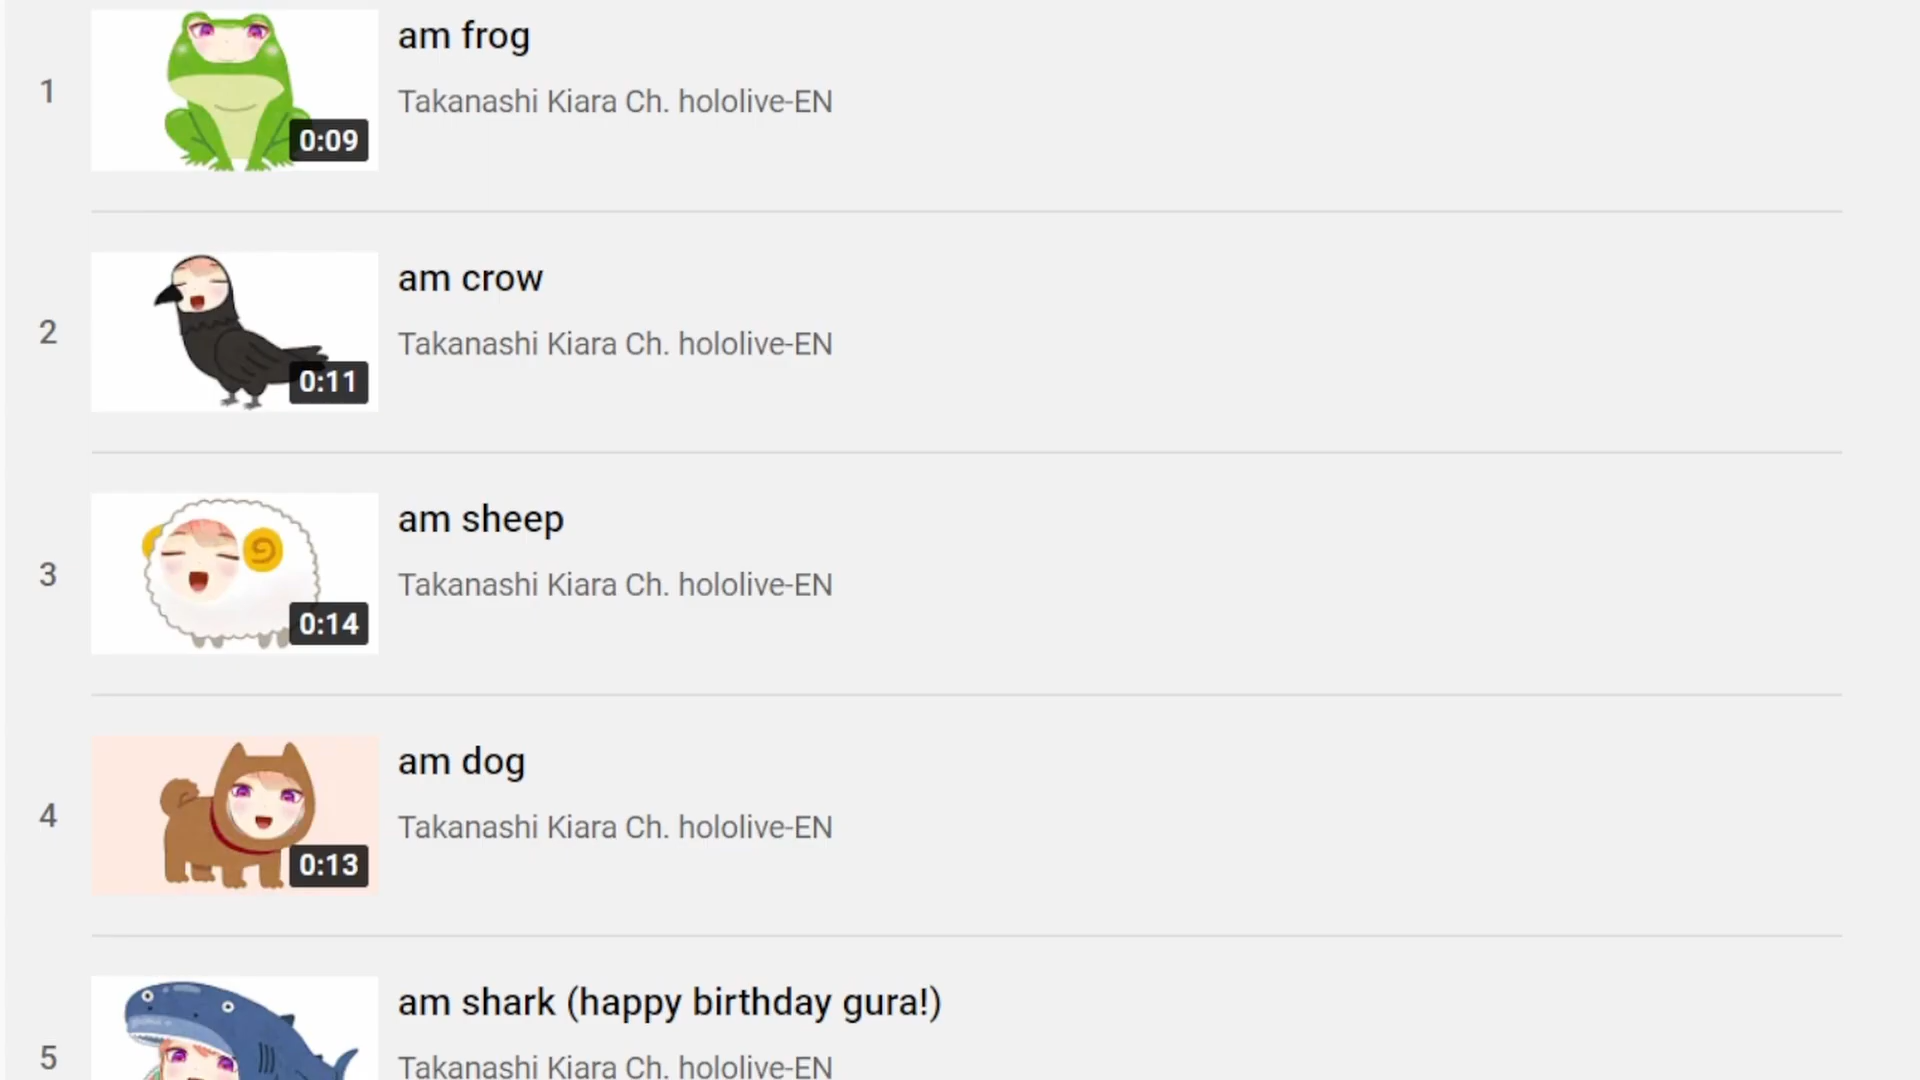 am frog
1
Takanashi Kiara Ch. hololive-EN
0:09
am crow
2
Takanashi Kiara Ch. hololive-EN
0:11
am sheep
3
Takanashi Kiara Ch. hololive-EN
0:14
am dog
4
Takanashi Kiara Ch. hololive-EN
0:13
am shark (happy birthday gura!)
5
Takanashi Kiara Ch. hololive-EN